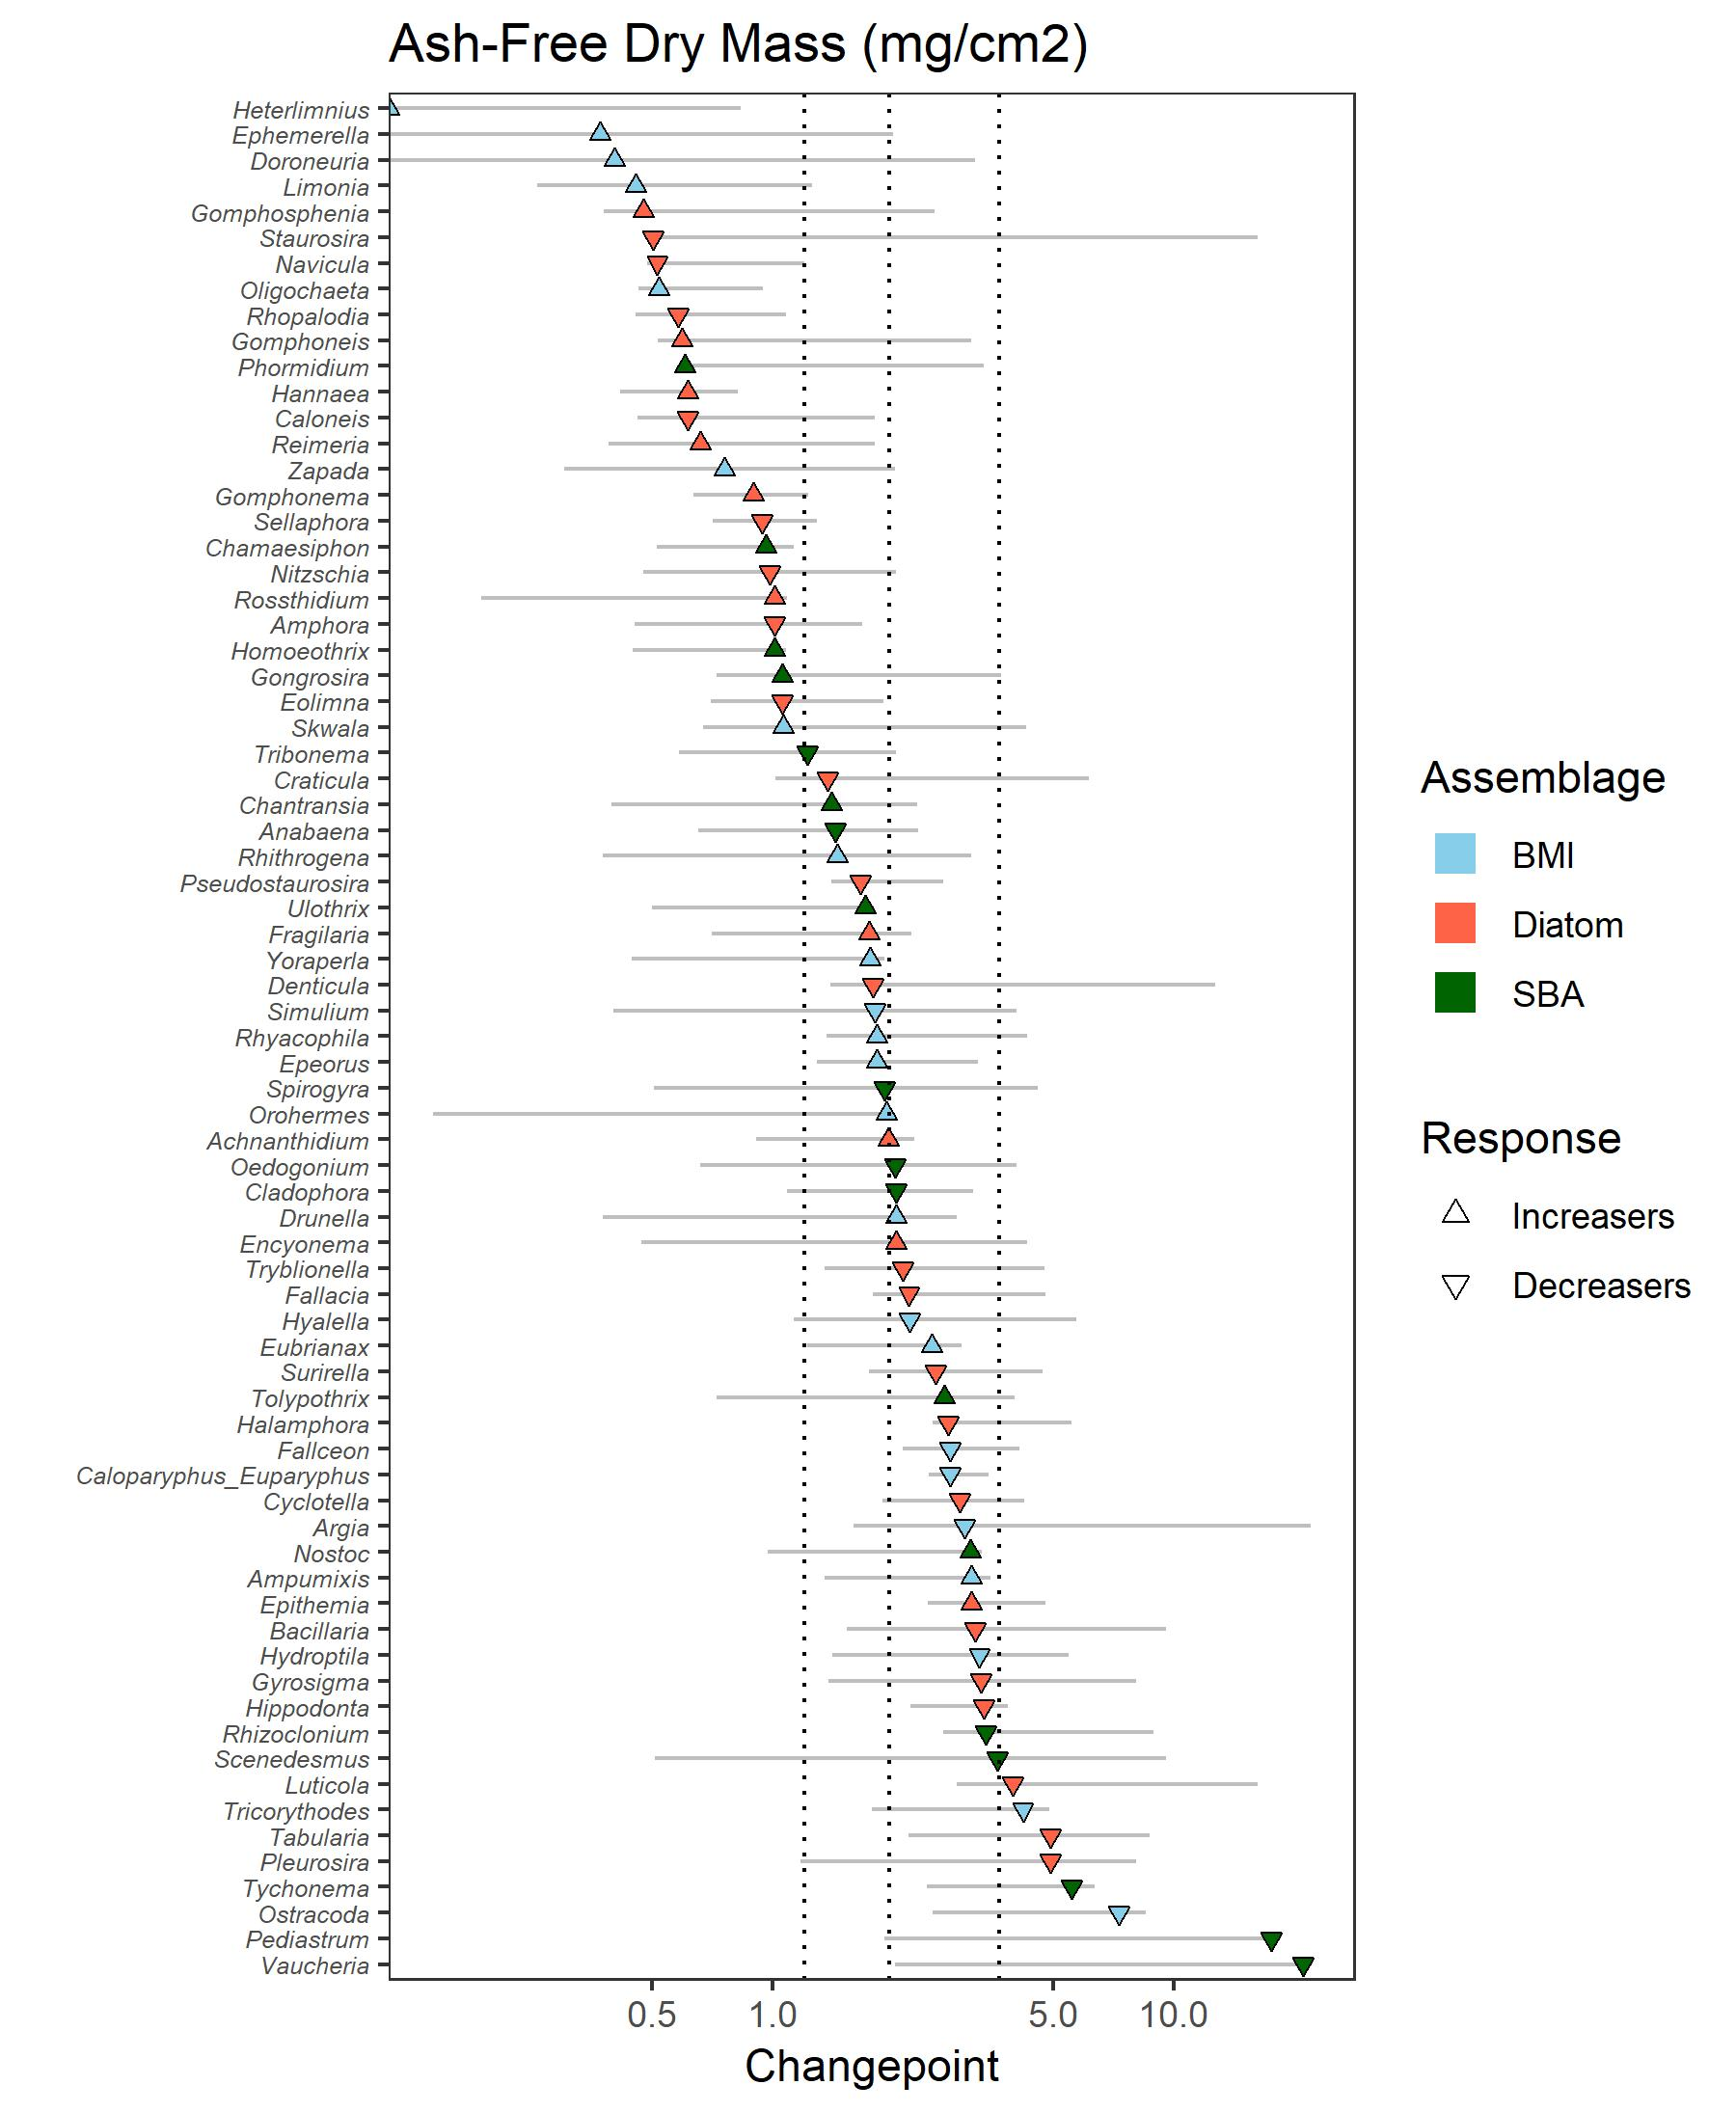 Ash-Free Dry Mass (mg/cm2)
Heterlimnius
Ephemerella
Doroneuria
Limonia
Gomphosphenia
Staurosira
Navicula
Oligochaeta
Rhopalodia
Gomphoneis
Phormidium
Hannaea
Caloneis
Reimeria
Zapada
Gomphonema
Sellaphora
Chamaesiphon
Nitzschia
Rossthidium
Amphora
Homoeothrix
Gongrosira
Eolimna
Skwala
Tribonema
Craticula
Chantransia
Anabaena
Rhithrogena
Pseudostaurosira
Ulothrix
Fragilaria
Yoraperla
Denticula
Simulium
Rhyacophila
Epeorus
Spirogyra
Orohermes
Achnanthidium
Oedogonium
Cladophora
Drunella
Encyonema
Tryblionella
Fallacia
Hyalella
Eubrianax
Surirella
Tolypothrix
Halamphora
Fallceon
Caloparyphus_Euparyphus
Cyclotella
Argia
Nostoc
Ampumixis
Epithemia
Bacillaria
Hydroptila
Gyrosigma
Hippodonta
Rhizoclonium
Scenedesmus
Luticola
Tricorythodes
Tabularia
Pleurosira
Tychonema
Ostracoda
Pediastrum
Vaucheria
0.5 1.0 5.0 10.0
Changepoint
Assemblage
BMI
Diatom
SBA
Response
Increasers
Decreasers